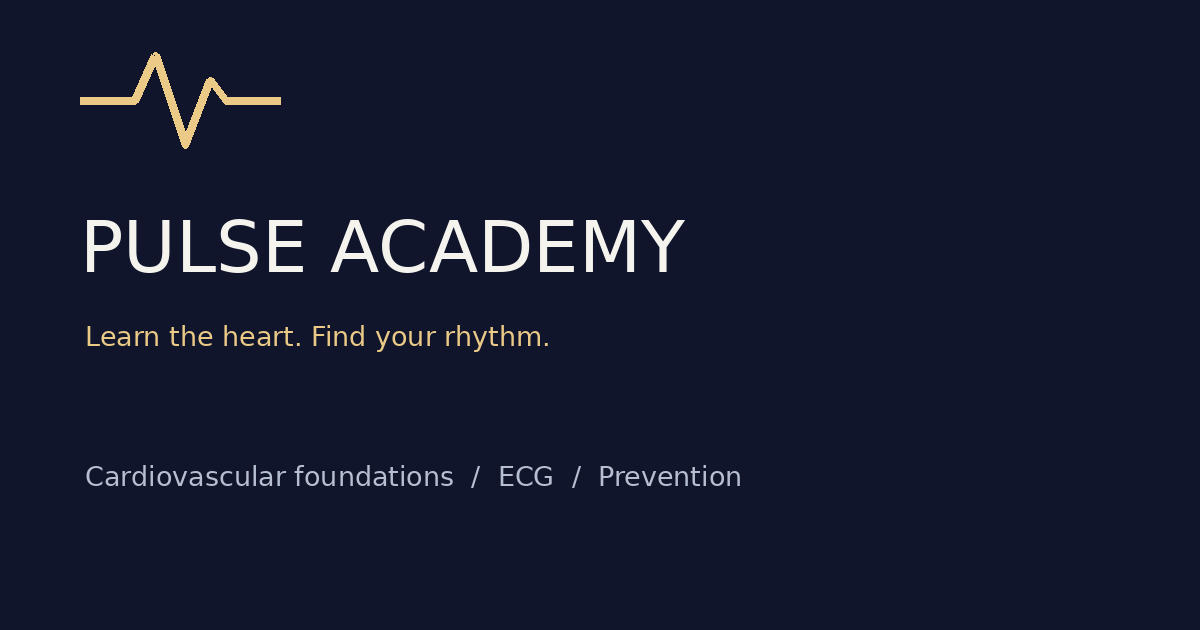 PULSE ACADEMY
Learn the heart. Find your rhythm.
Cardiovascular foundations / ECG / Prevention